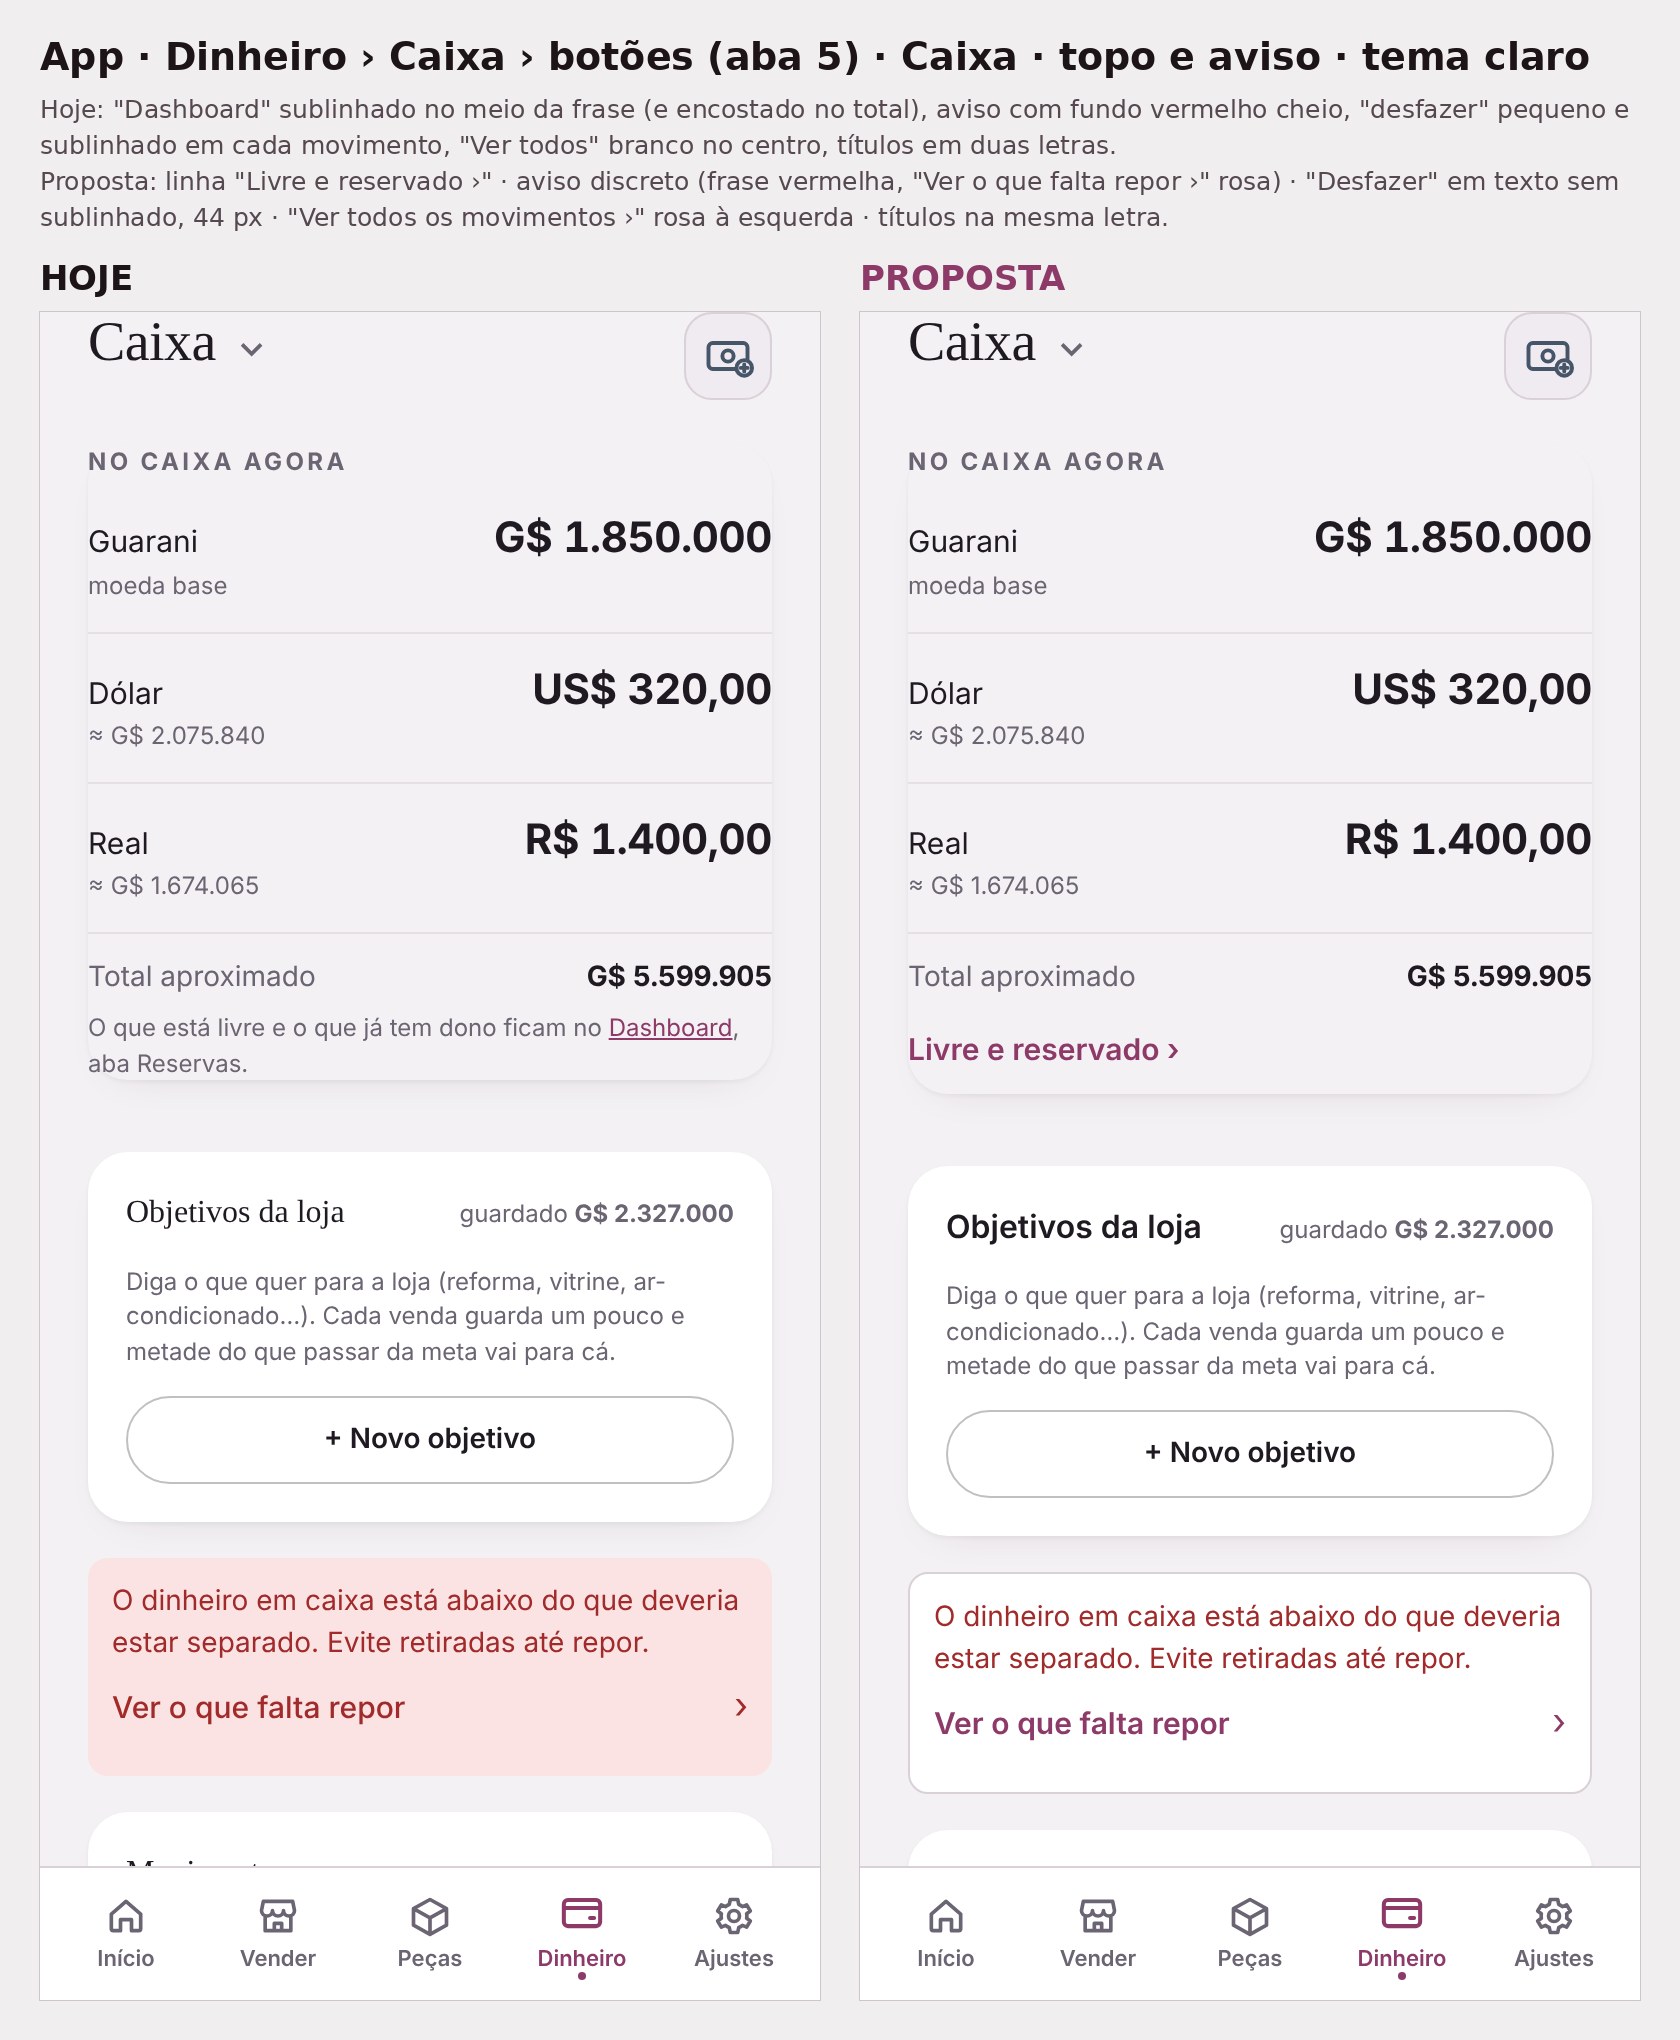 App · Dinheiro › Caixa › botões (aba 5) · Caixa · topo e aviso · tema claro
Hoje: "Dashboard" sublinhado no meio da frase (e encostado no total), aviso com fundo vermelho cheio, "desfazer" pequeno e
sublinhado em cada movimento, "Ver todos" branco no centro, títulos em duas letras.
Proposta: linha "Livre e reservado ›" · aviso discreto (frase vermelha, "Ver o que falta repor ›" rosa) · "Desfazer" em texto sem
sublinhado, 44 px · "Ver todos os movimentos ›" rosa à esquerda · títulos na mesma letra.
HOJE
Caixa
NO CAIXA AGORA
Guarani G$ 1.850.000
moeda base
Dólar US$ 320,00
≈ G$ 2.075.840
Real R$ 1.400,00
≈ G$ 1.674.065
Total aproximado G$ 5.599.905
O que está livre e o que já tem dono ficam no Dashboard,
aba Reservas.
Objetivos da loja guardado G$ 2.327.000
Diga o que quer para a loja (reforma, vitrine, ar-
condicionado...). Cada venda guarda um pouco e
metade do que passar da meta vai para cá.
+ Novo objetivo
O dinheiro em caixa está abaixo do que deveria
estar separado. Evite retiradas até repor.
Ver o que falta repor ›
Início Vender Peças Dinheiro Ajustes
PROPOSTA
Caixa
NO CAIXA AGORA
Guarani G$ 1.850.000
moeda base
Dólar US$ 320,00
≈ G$ 2.075.840
Real R$ 1.400,00
≈ G$ 1.674.065
Total aproximado G$ 5.599.905
Livre e reservado ›
Objetivos da loja guardado G$ 2.327.000
Diga o que quer para a loja (reforma, vitrine, ar-
condicionado...). Cada venda guarda um pouco e
metade do que passar da meta vai para cá.
+ Novo objetivo
O dinheiro em caixa está abaixo do que deveria
estar separado. Evite retiradas até repor.
Ver o que falta repor ›
Início Vender Peças Dinheiro Ajustes